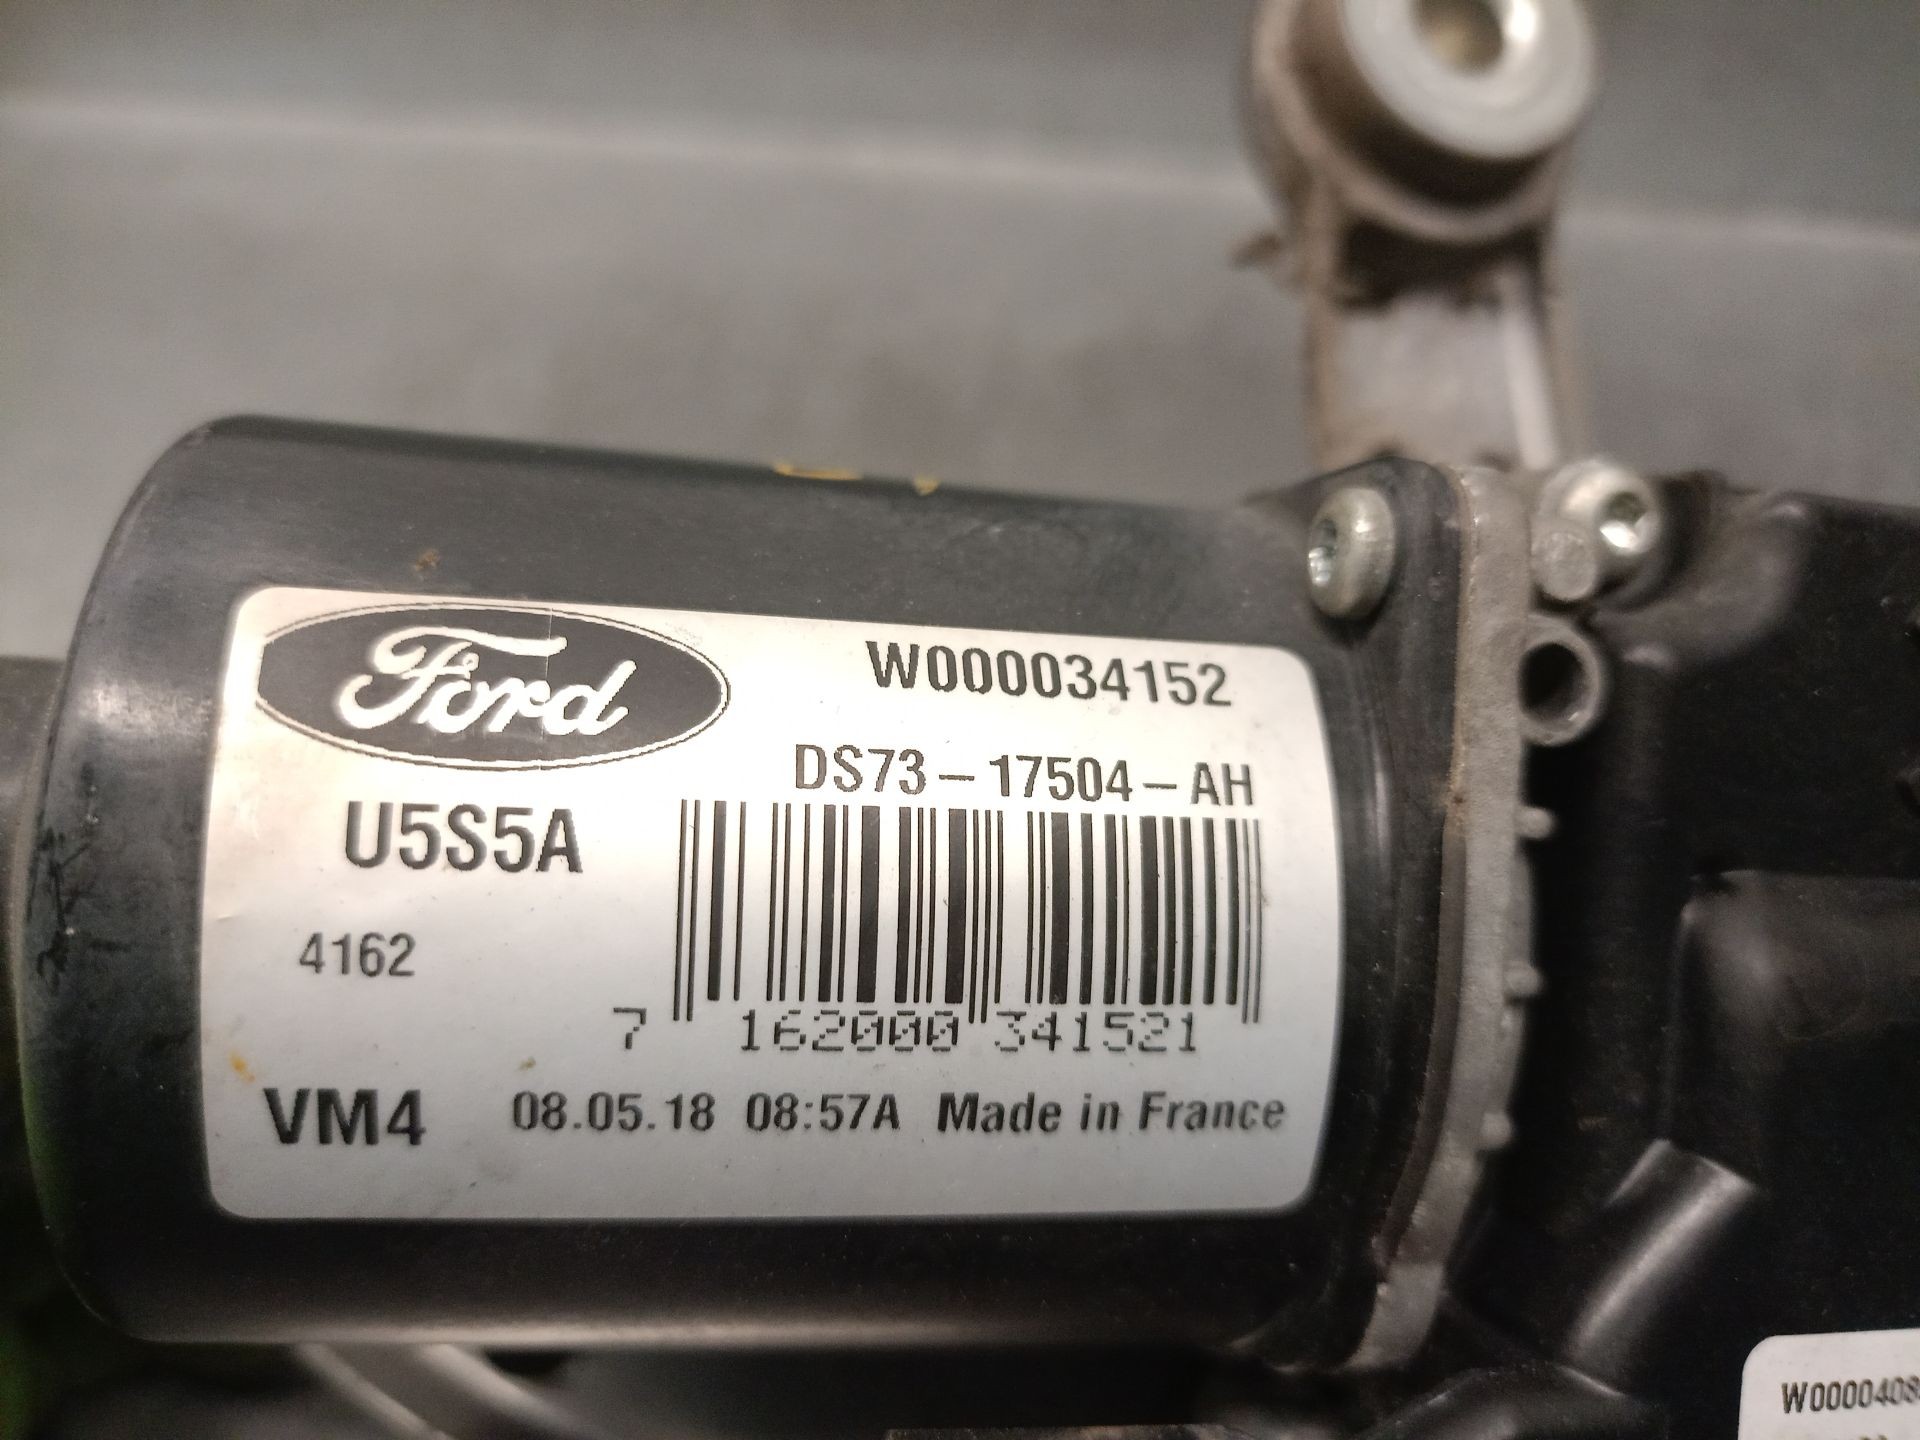 Ford
W000034152
DS73-17504-AH
U5S5A
4162
7 162000 341521
VM4 08.05.18 08:57A Made in France